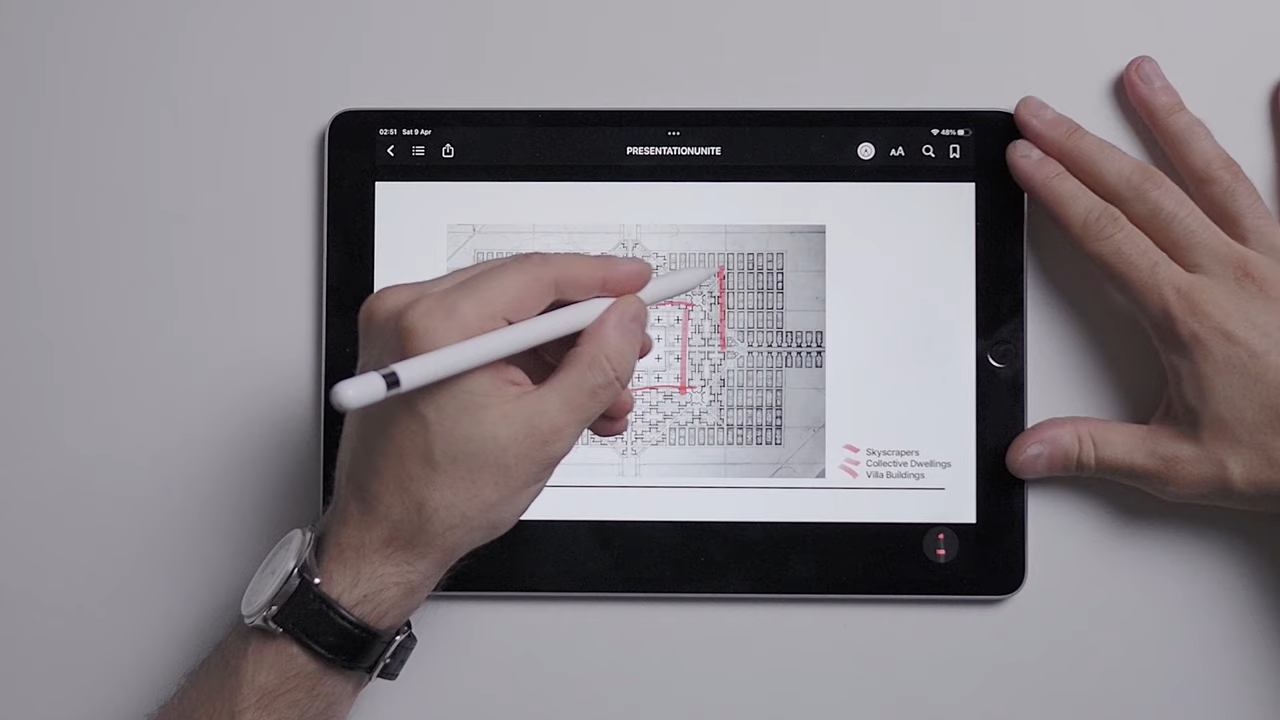 02:51 Sat 9 Apr
48%
PRESENTATIONUNITE
AA
Skyscrapers
Collective Dwellings
Villa Buildings